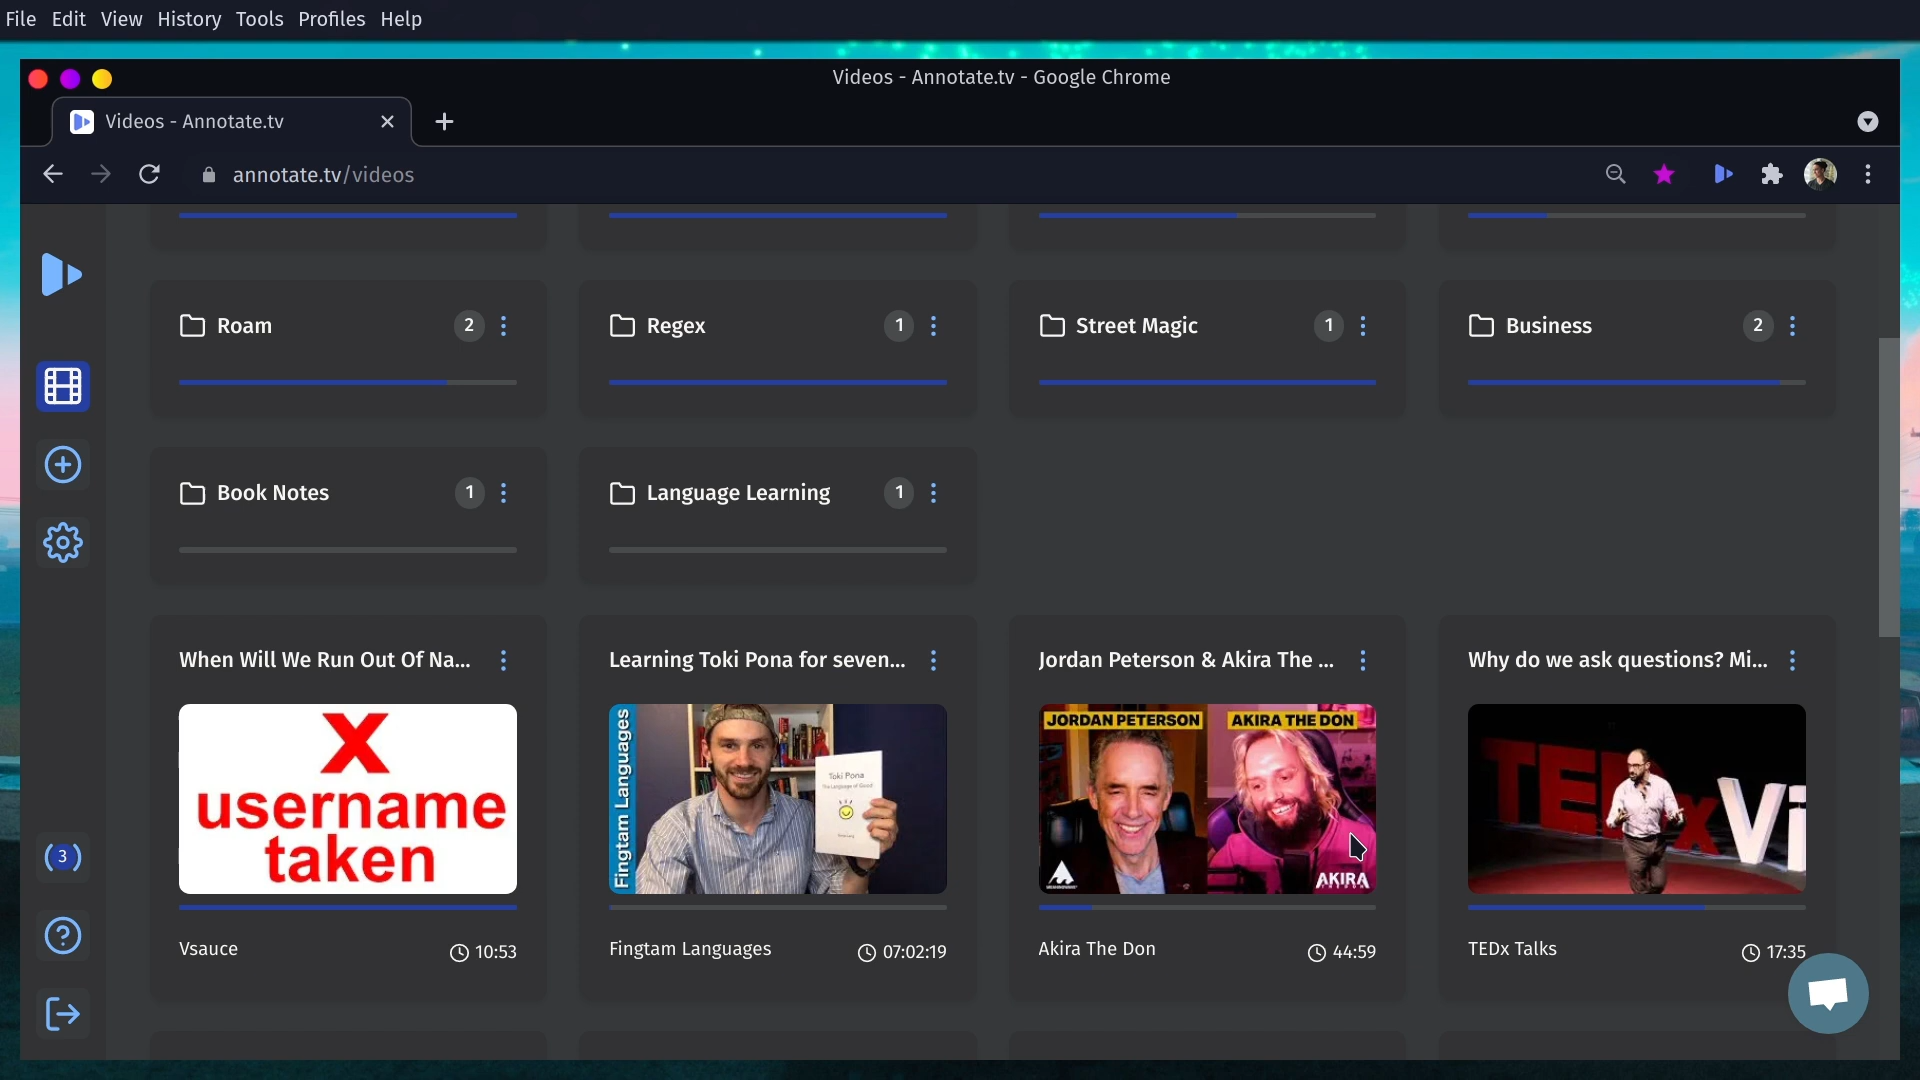 File Edit View History Tools Profiles Help
Videos - Annotate.tv - Google Chrome
Videos - Annotate.tv
annotate.tv/videos
Roam 2
Regex 1
Street Magic 1
Business 2
Book Notes 1
Language Learning 1
When Will We Run Out Of Na...
Learning Toki Pona for seven...
Jordan Peterson & Akira The ...
Why do we ask questions? Mi...
X
username
taken
Fingtam Languages
Toki Pona
JORDAN PETERSON
AKIRA THE DON
AKIRA
TEDx Vi
Vsauce 10:53
Fingtam Languages 07:02:19
Akira The Don 44:59
TEDx Talks 17:35
3